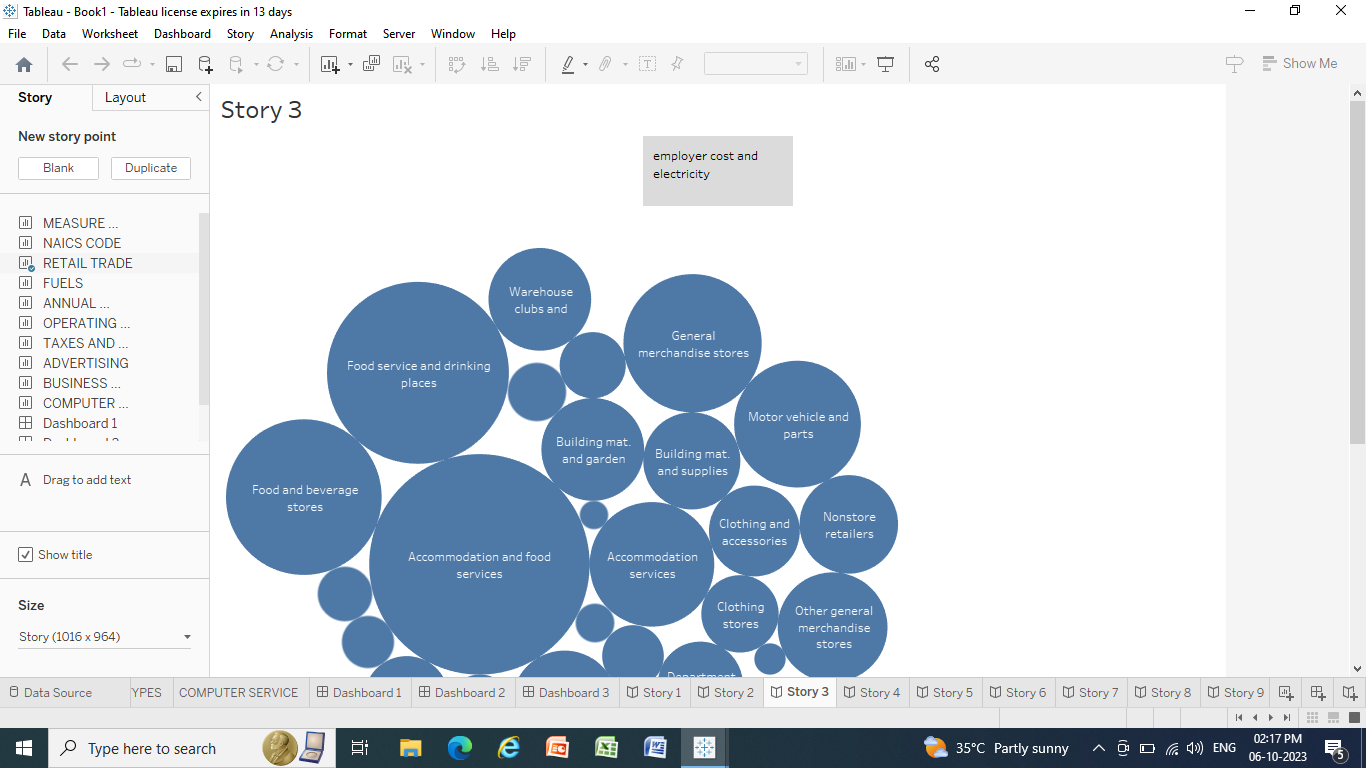 Tableau - Book1 - Tableau license expires in 13 days
File Data Worksheet Dashboard Story Analysis Format Server Window Help
Show Me
Story Layout
New story point
Blank Duplicate
MEASURE ...
NAICS CODE
RETAIL TRADE
FUELS
ANNUAL ...
OPERATING ...
TAXES AND ...
ADVERTISING
BUSINESS ...
COMPUTER ...
Dashboard 1
A Drag to add text
Show title
Size
Story (1016 x 964)
Story 3
employer cost and
electricity
Warehouse
clubs and
General
merchandise stores
Food service and drinking
places
Motor vehicle and
parts
Building mat.
and garden
Building mat.
and supplies
Food and beverage
stores
Clothing and
accessories
Nonstore
retailers
Accommodation and food
services
Accommodation
services
Clothing
stores
Other general
merchandise
stores
Department
Data Source YPES COMPUTER SERVICE Dashboard 1 Dashboard 2 Dashboard 3 Story 1 Story 2 Story 3 Story 4 Story 5 Story 6 Story 7 Story 8 Story 9
Type here to search
35°C Partly sunny
ENG
02:17 PM
06-10-2023
5